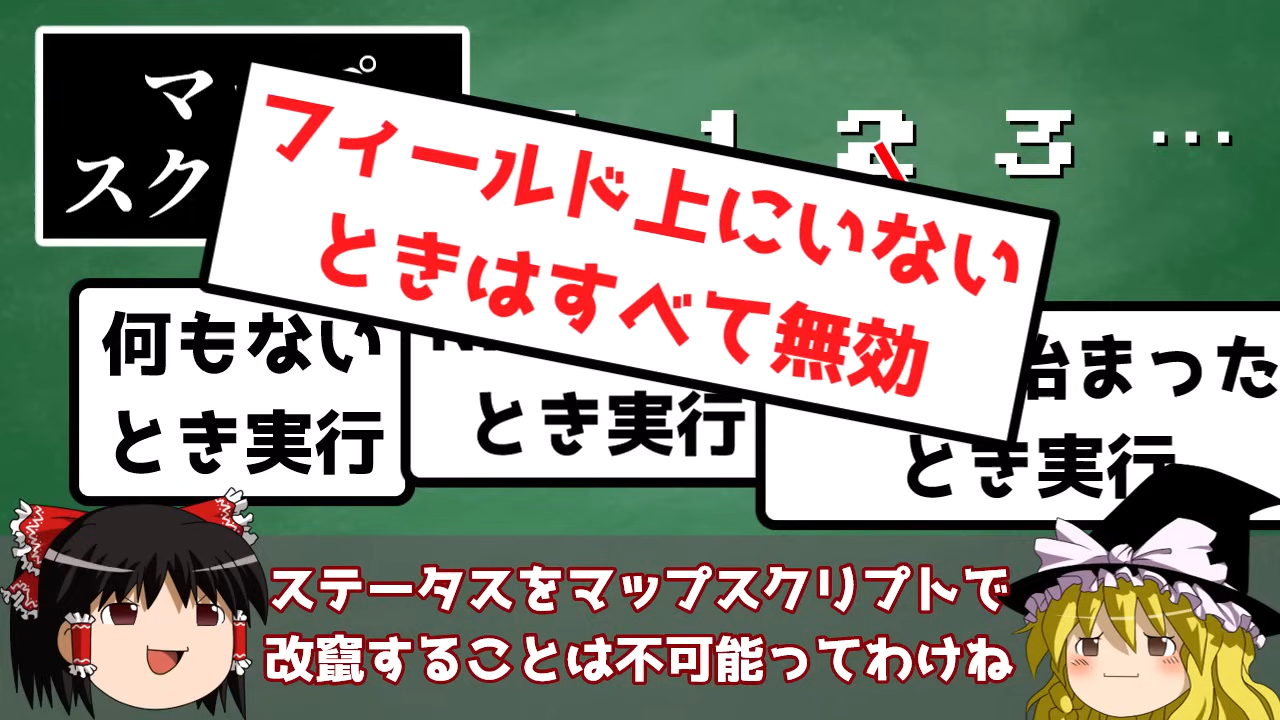 マップ
スク
1 2 3 …
フィールド上にいない
ときはすべて無効
何もない
とき実行
とき実行
始まった
とき実行
ステータスをマップスクリプトで
改竄することは不可能ってわけね